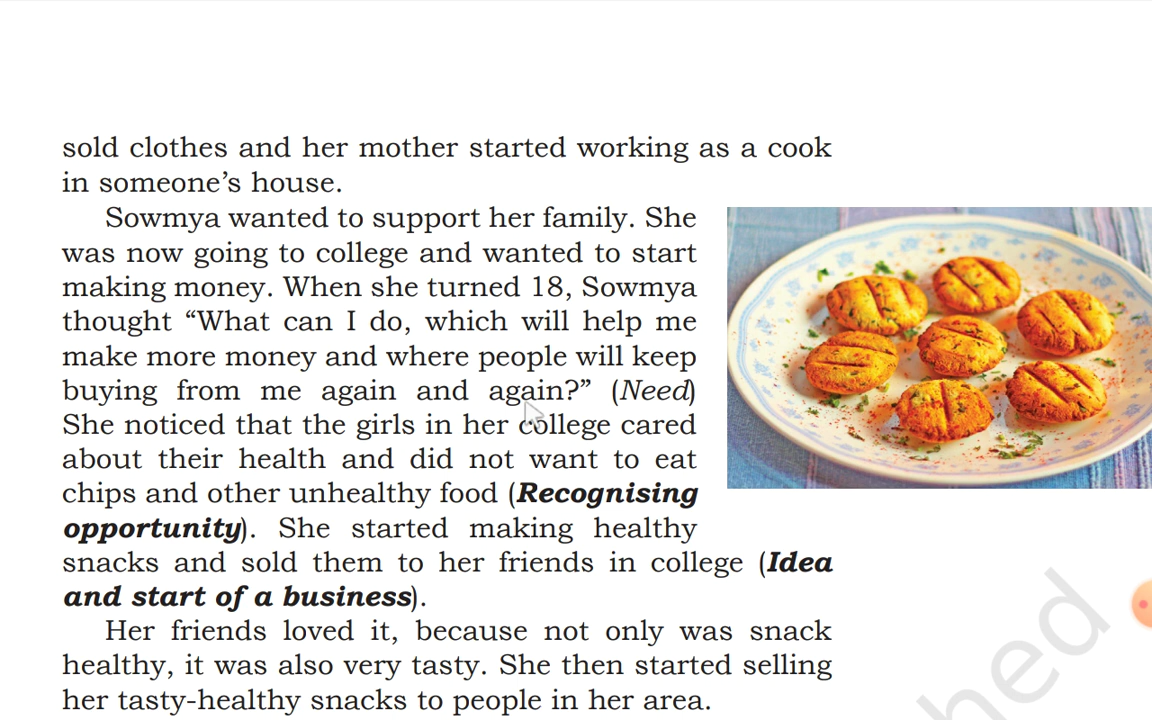 sold clothes and her mother started working as a cook
in someone's house.
Sowmya wanted to support her family. She
was now going to college and wanted to start
making money. When she turned 18, Sowmya
thought “What can I do, which will help me
make more money and where people will keep
buying from me again and again?” (Need)
She noticed that the girls in her college cared
about their health and did not want to eat
chips and other unhealthy food (Recognising
opportunity). She started making healthy
snacks and sold them to her friends in college (Idea
and start of a business).
Her friends loved it, because not only was snack
healthy, it was also very tasty. She then started selling
her tasty-healthy snacks to people in her area.
hed